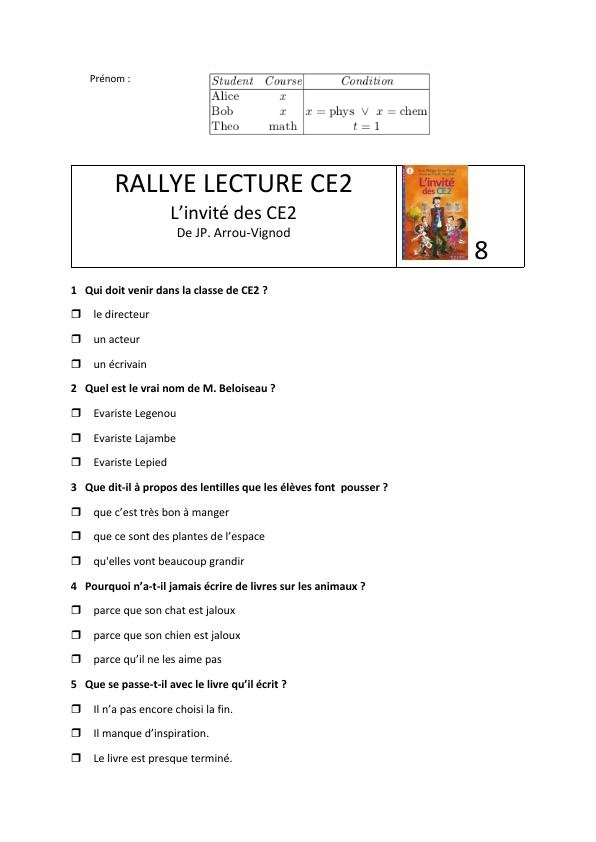 Prénom :
Student Course Condition
Alice x
Bob x x = phys ∨ x = chem
Theo math t = 1
RALLYE LECTURE CE2
L’invité des CE2
De JP. Arrou-Vignod
L'invité
des CE2
8
1 Qui doit venir dans la classe de CE2 ?
❒ le directeur
❒ un acteur
❒ un écrivain
2 Quel est le vrai nom de M. Beloiseau ?
❒ Evariste Legenou
❒ Evariste Lajambe
❒ Evariste Lepied
3 Que dit-il à propos des lentilles que les élèves font pousser ?
❒ que c’est très bon à manger
❒ que ce sont des plantes de l’espace
❒ qu'elles vont beaucoup grandir
4 Pourquoi n’a-t-il jamais écrire de livres sur les animaux ?
❒ parce que son chat est jaloux
❒ parce que son chien est jaloux
❒ parce qu’il ne les aime pas
5 Que se passe-t-il avec le livre qu’il écrit ?
❒ Il n’a pas encore choisi la fin.
❒ Il manque d’inspiration.
❒ Le livre est presque terminé.